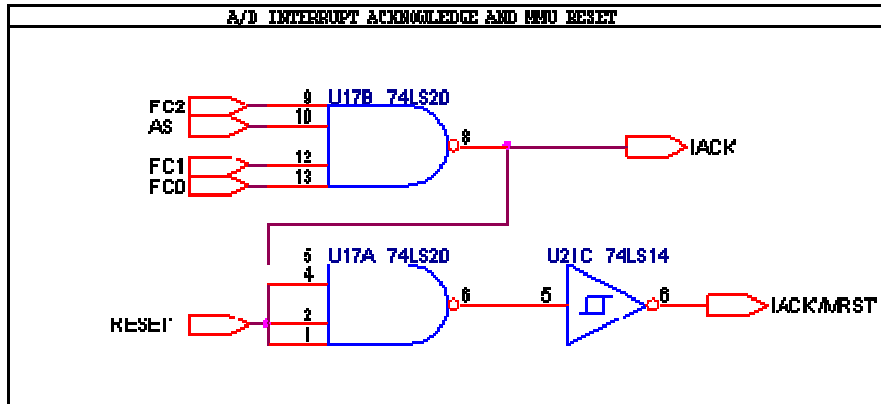 A/D INTERRUPT ACKNOWLEDGE AND MMU RESET
U17B 74LS20
FC2 9
AS 10
8
IACK'
FC1 12
FC0 13
U17A 74LS20
U21C 74LS14
5
4
6
5
6
IACK'/MRST
RESET' 2
1